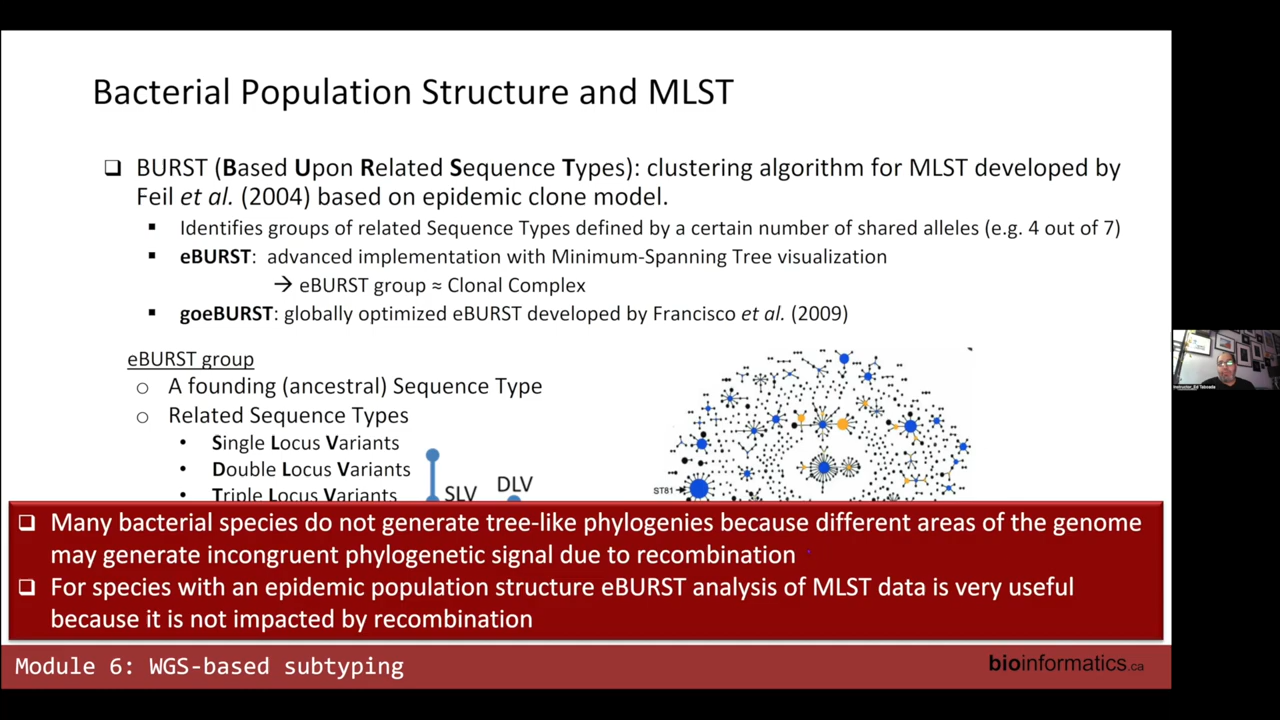 Bacterial Population Structure and MLST
BURST (Based Upon Related Sequence Types): clustering algorithm for MLST developed by
Feil et al. (2004) based on epidemic clone model.
Identifies groups of related Sequence Types defined by a certain number of shared alleles (e.g. 4 out of 7)
eBURST: advanced implementation with Minimum-Spanning Tree visualization
→ eBURST group ≈ Clonal Complex
goeBURST: globally optimized eBURST developed by Francisco et al. (2009)
eBURST group
A founding (ancestral) Sequence Type
Related Sequence Types
Single Locus Variants
Double Locus Variants
Triple Locus Variants
SLV
DLV
ST81
Many bacterial species do not generate tree-like phylogenies because different areas of the genome
may generate incongruent phylogenetic signal due to recombination
For species with an epidemic population structure eBURST analysis of MLST data is very useful
because it is not impacted by recombination
Module 6: WGS-based subtyping
bioinformatics.ca
Instructor_Ed Taboada